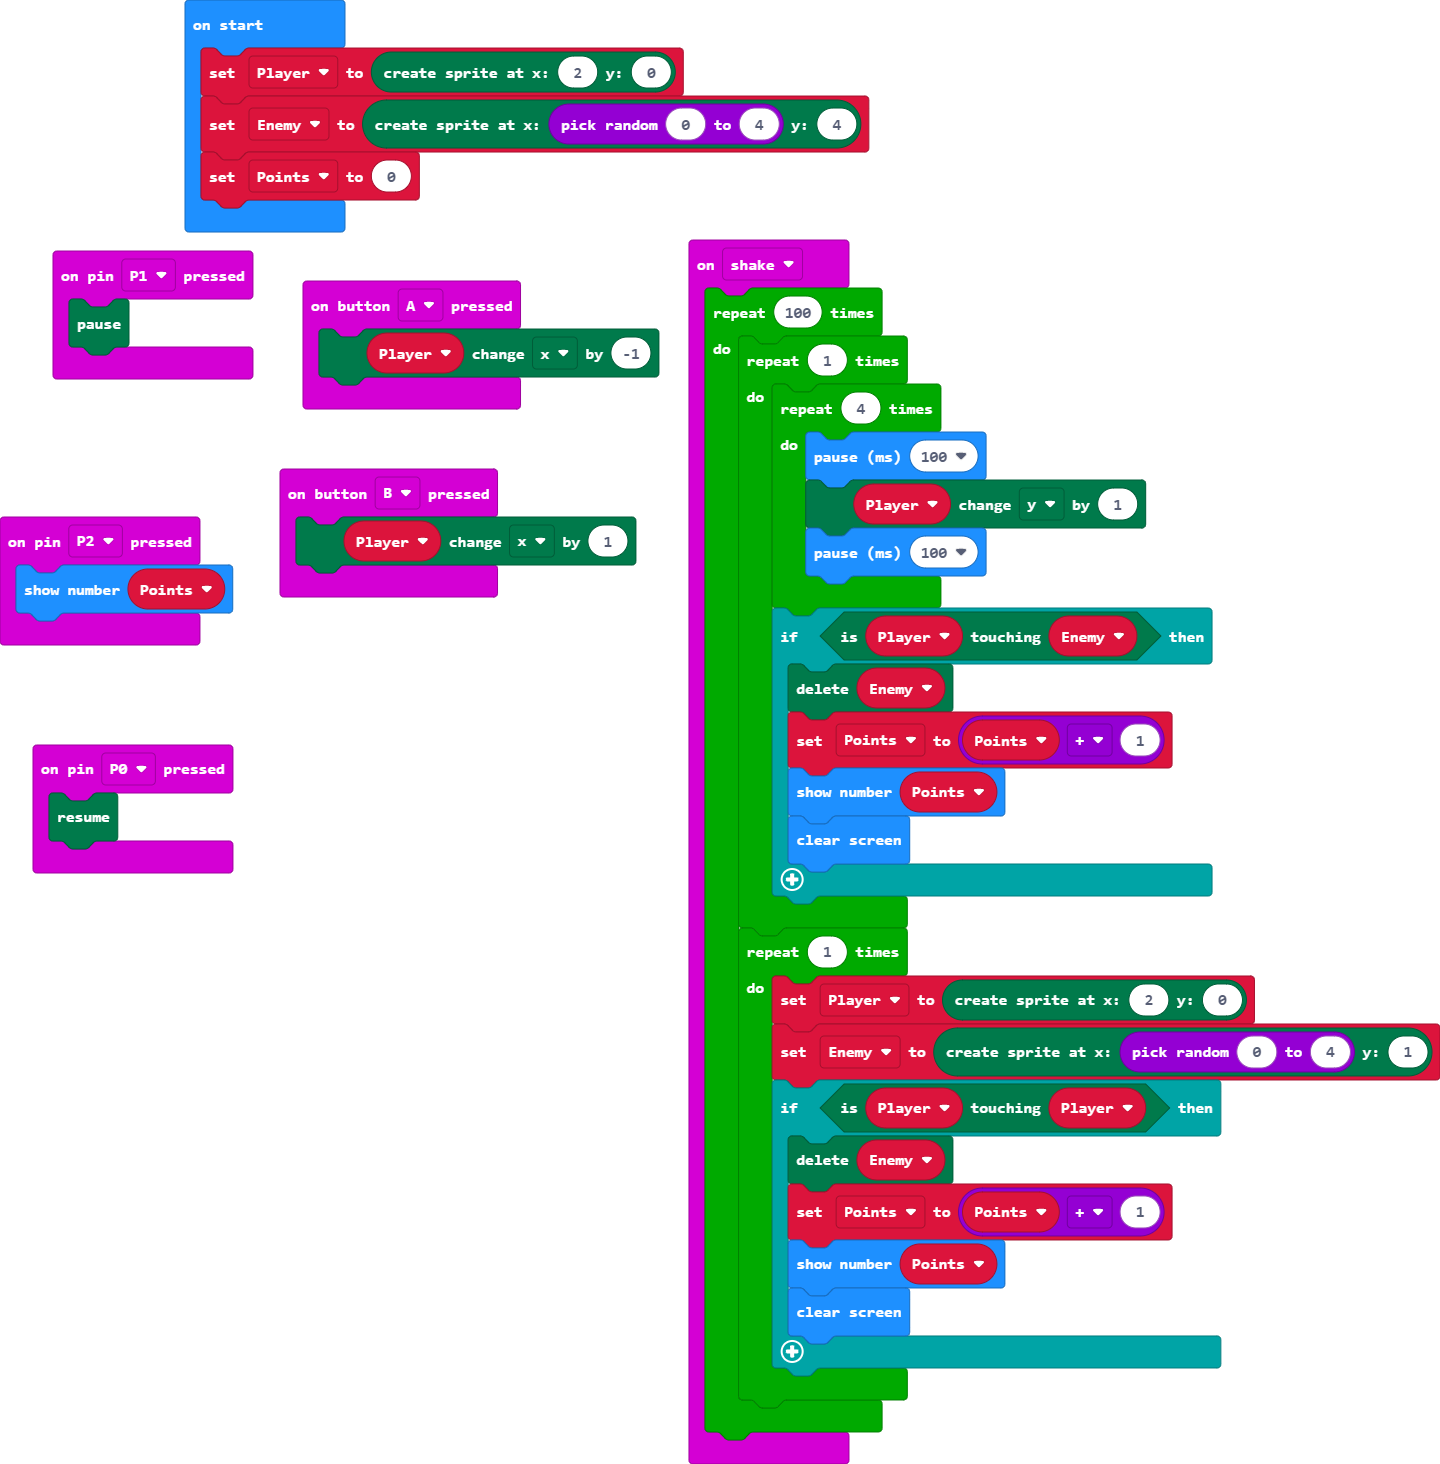 on start
set Player to create sprite at x: 2 y: 0
set Enemy to create sprite at x: pick random 0 to 4 y: 4
set Points to 0
on pin P1 pressed
pause
on button A pressed
Player change x by -1
on button B pressed
Player change x by 1
on pin P2 pressed
show number Points
on pin P0 pressed
resume
on shake
repeat 100 times
do
repeat 1 times
do
repeat 4 times
do
pause (ms) 100
Player change y by 1
pause (ms) 100
if is Player touching Enemy then
delete Enemy
set Points to Points + 1
show number Points
clear screen
repeat 1 times
do
set Player to create sprite at x: 2 y: 0
set Enemy to create sprite at x: pick random 0 to 4 y: 1
if is Player touching Player then
delete Enemy
set Points to Points + 1
show number Points
clear screen